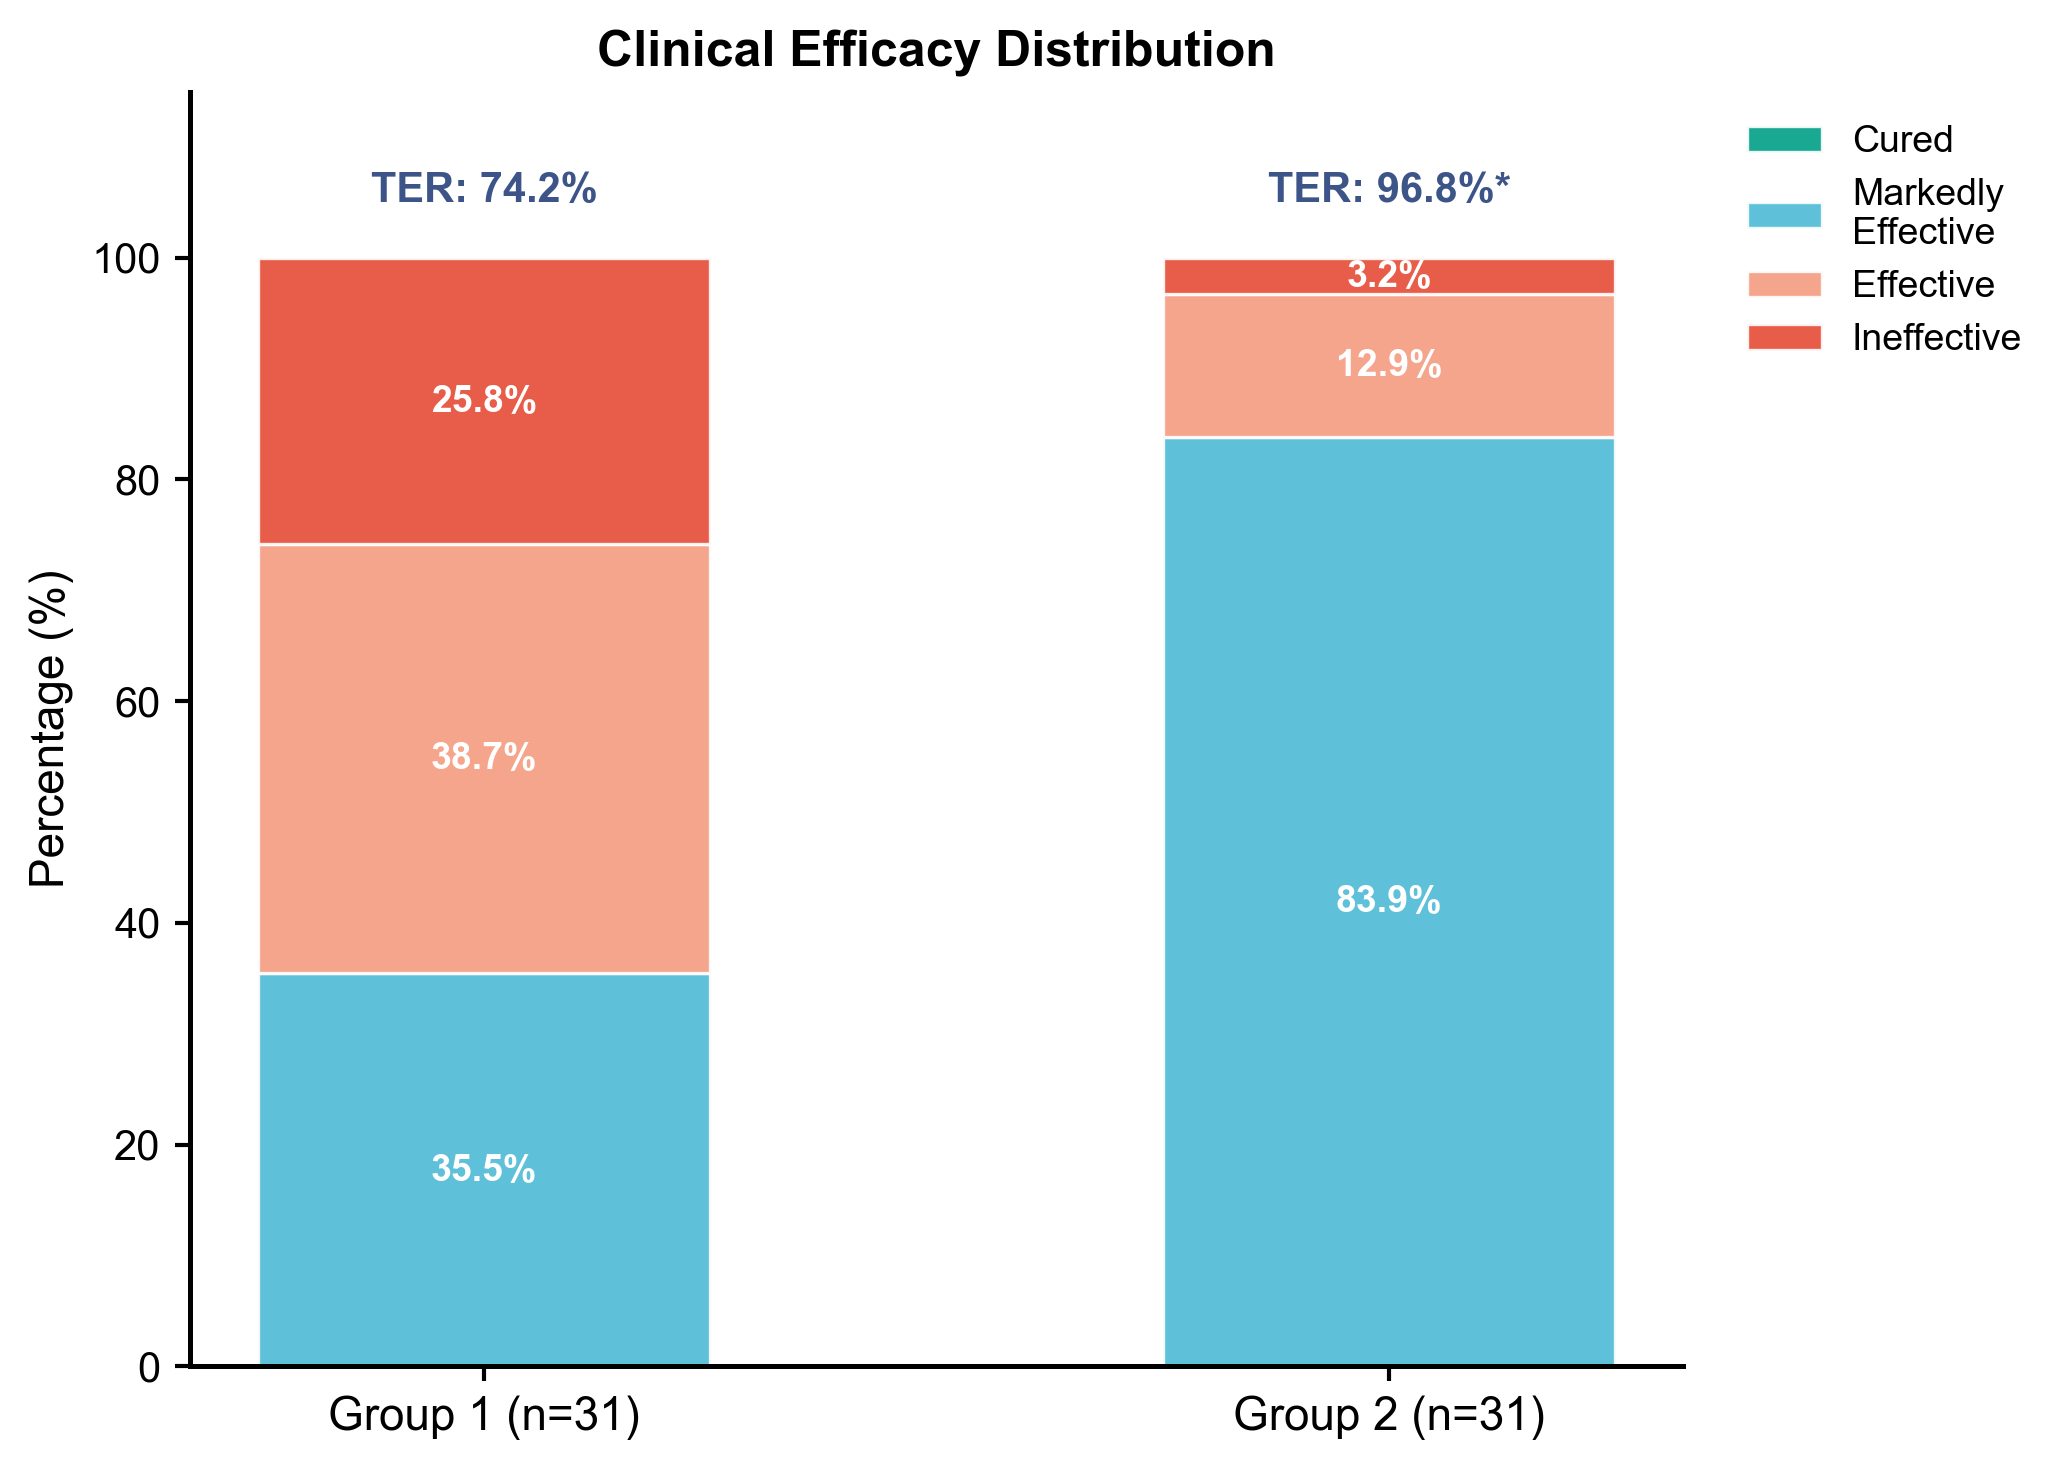 Clinical Efficacy Distribution
TER: 74.2%
TER: 96.8%*
Cured
Markedly
Effective
Effective
Ineffective
Percentage (%)
100
80
60
40
20
0
25.8%
38.7%
35.5%
3.2%
12.9%
83.9%
Group 1 (n=31)
Group 2 (n=31)